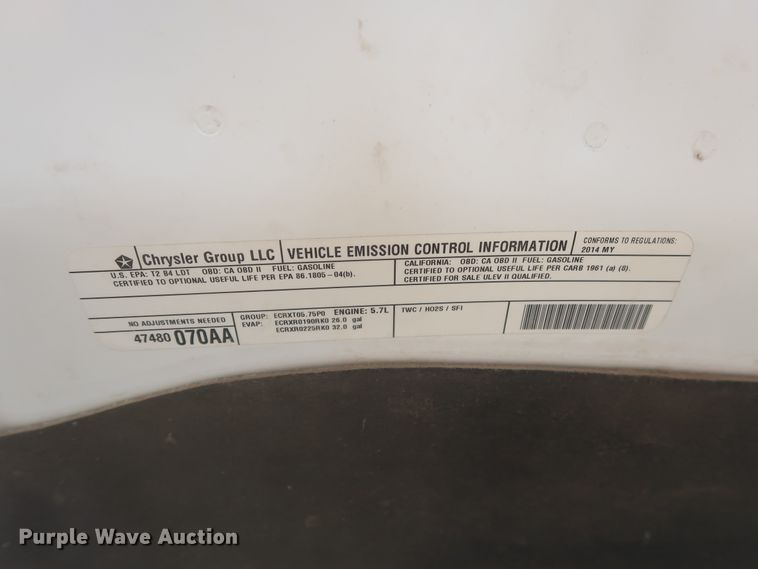 Chrysler Group LLC
VEHICLE EMISSION CONTROL INFORMATION
CONFORMS TO REGULATIONS:
2014 MY
U.S. EPA: T2 B4 LDT OBD: CA OBD II FUEL: GASOLINE
CERTIFIED TO OPTIONAL USEFUL LIFE PER EPA 86.1805-04(b).
CALIFORNIA: OBD: CA OBD II FUEL: GASOLINE
CERTIFIED TO OPTIONAL USEFUL LIFE PER CARB 1961 (a) (8).
CERTIFIED FOR SALE ULEV II QUALIFIED.
NO ADJUSTMENTS NEEDED
47480 070AA
GROUP: ECRXT05.75P0 ENGINE: 5.7L
EVAP: ECRXR0190RK0 26.0 gal
ECRXR0225RK0 32.0 gal
TWC / HO2S / SFI
Purple Wave Auction